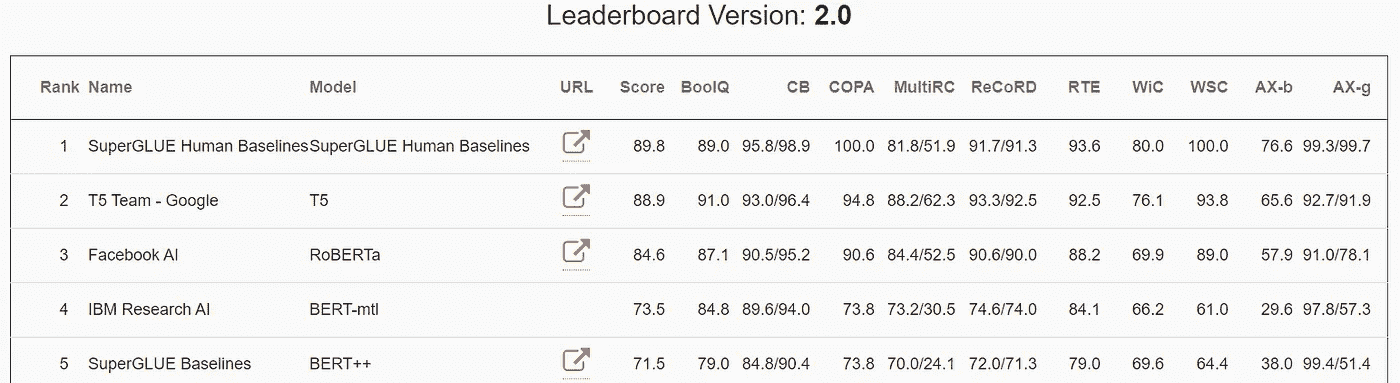 Leaderboard Version: 2.0
Rank Name Model URL Score BoolQ CB COPA MultiRC ReCoRD RTE WiC WSC AX-b AX-g
1 SuperGLUE Human Baselines SuperGLUE Human Baselines 89.8 89.0 95.8/98.9 100.0 81.8/51.9 91.7/91.3 93.6 80.0 100.0 76.6 99.3/99.7
2 T5 Team - Google T5 88.9 91.0 93.0/96.4 94.8 88.2/62.3 93.3/92.5 92.5 76.1 93.8 65.6 92.7/91.9
3 Facebook AI RoBERTa 84.6 87.1 90.5/95.2 90.6 84.4/52.5 90.6/90.0 88.2 69.9 89.0 57.9 91.0/78.1
4 IBM Research AI BERT-mtl 73.5 84.8 89.6/94.0 73.8 73.2/30.5 74.6/74.0 84.1 66.2 61.0 29.6 97.8/57.3
5 SuperGLUE Baselines BERT++ 71.5 79.0 84.8/90.4 73.8 70.0/24.1 72.0/71.3 79.0 69.6 64.4 38.0 99.4/51.4